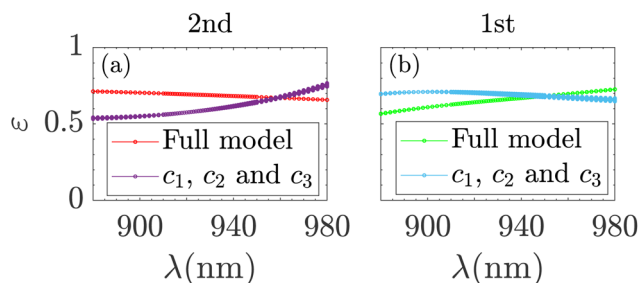 2nd
1st
1
(a)
(b)
ε
0.5
Full model
c₁, c₂ and c₃
Full model
c₁, c₂ and c₃
0
900
940
980
900
940
980
λ(nm)
λ(nm)